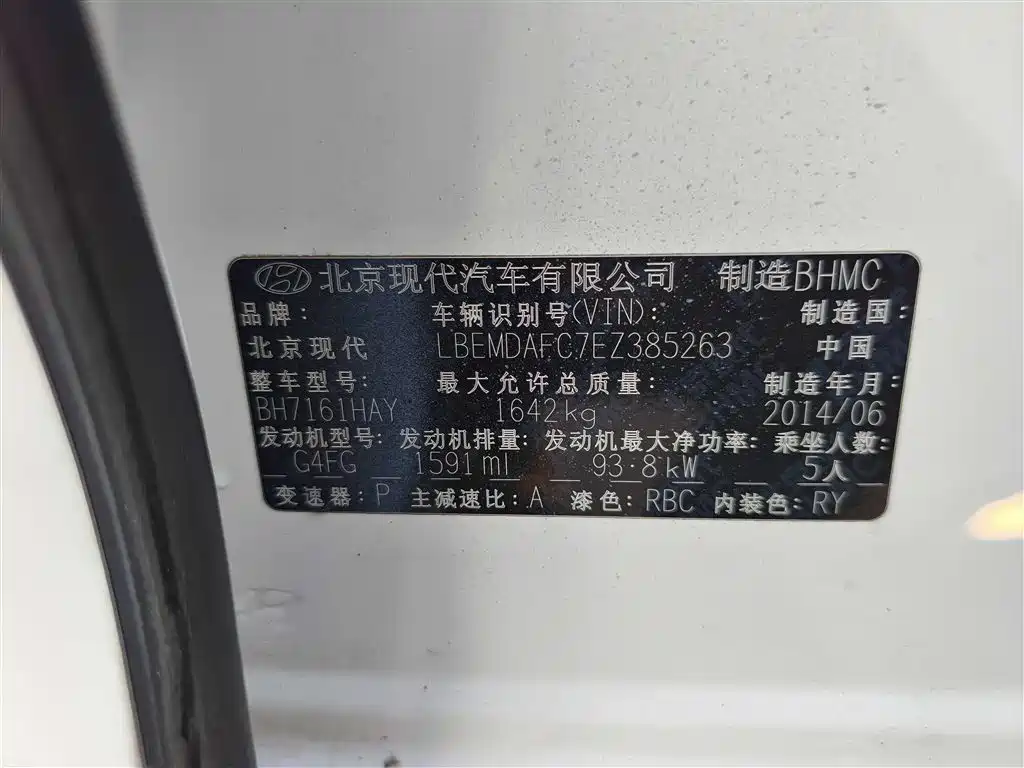 北京现代汽车有限公司 制造BHMC
品牌: 车辆识别号(VIN): 制造国:
北京现代 LBEMDAFC7EZ385263 中国
整车型号: 最大允许总质量: 制造年月:
BH7161HAY 1642kg 2014/06
发动机型号: 发动机排量: 发动机最大净功率: 乘坐人数:
G4FG 1591ml 93.8kW 5人
变速器: P 主减速比: A 漆色: RBC 内装色: RY